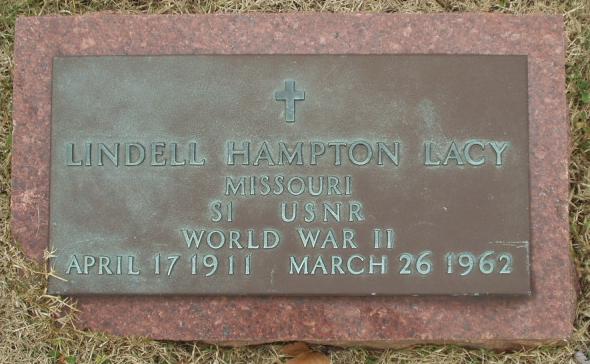 LINDELL HAMPTON LACY
MISSOURI
S1 USNR
WORLD WAR II
APRIL 17 1911 MARCH 26 1962